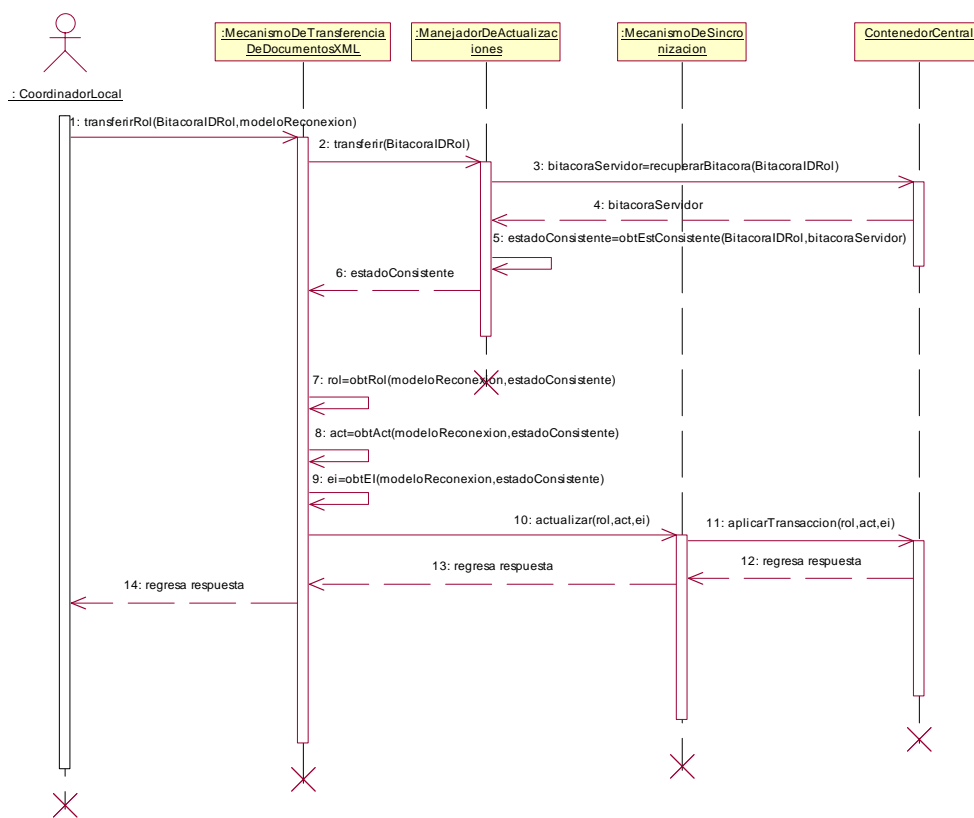 :MecanismoDeTransferencia
DeDocumentosXML
:ManejadorDeActualizac
iones
:MecanismoDeSincro
nizacion
ContenedorCentral
: CoordinadorLocal
1: transferirRol(BitacoraIDRol,modeloReconexion)
2: transferir(BitacoraIDRol)
3: bitacoraServidor=recuperarBitacora(BitacoraIDRol)
4: bitacoraServidor
5: estadoConsistente=obtEstConsistente(BitacoraIDRol,bitacoraServidor)
6: estadoConsistente
7: rol=obtRol(modeloReconexion,estadoConsistente)
8: act=obtAct(modeloReconexion,estadoConsistente)
9: ei=obtEI(modeloReconexion,estadoConsistente)
10: actualizar(rol,act,ei)
11: aplicarTransaccion(rol,act,ei)
12: regresa respuesta
13: regresa respuesta
14: regresa respuesta